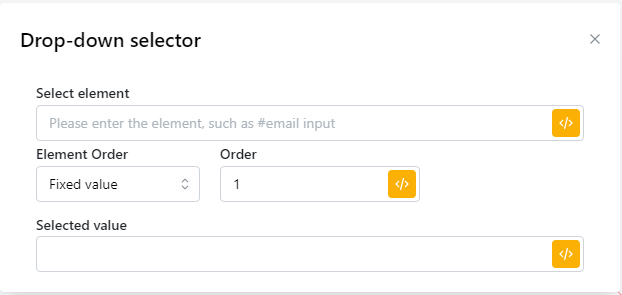 Drop-down selector
Select element
Please enter the element, such as #email input
</>
Element Order
Order
Fixed value
1
</>
Selected value
</>